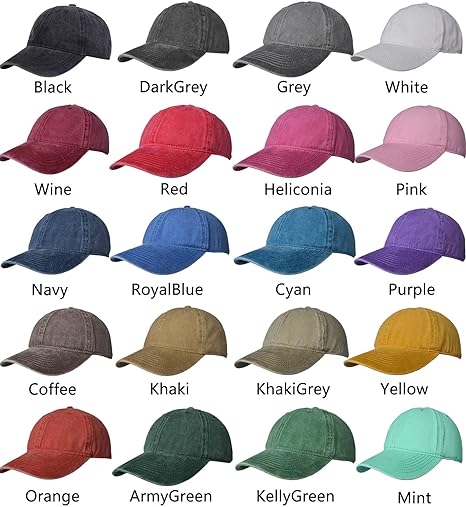 Black DarkGrey Grey White
Wine Red Heliconia Pink
Navy RoyalBlue Cyan Purple
Coffee Khaki KhakiGrey Yellow
Orange ArmyGreen KellyGreen Mint